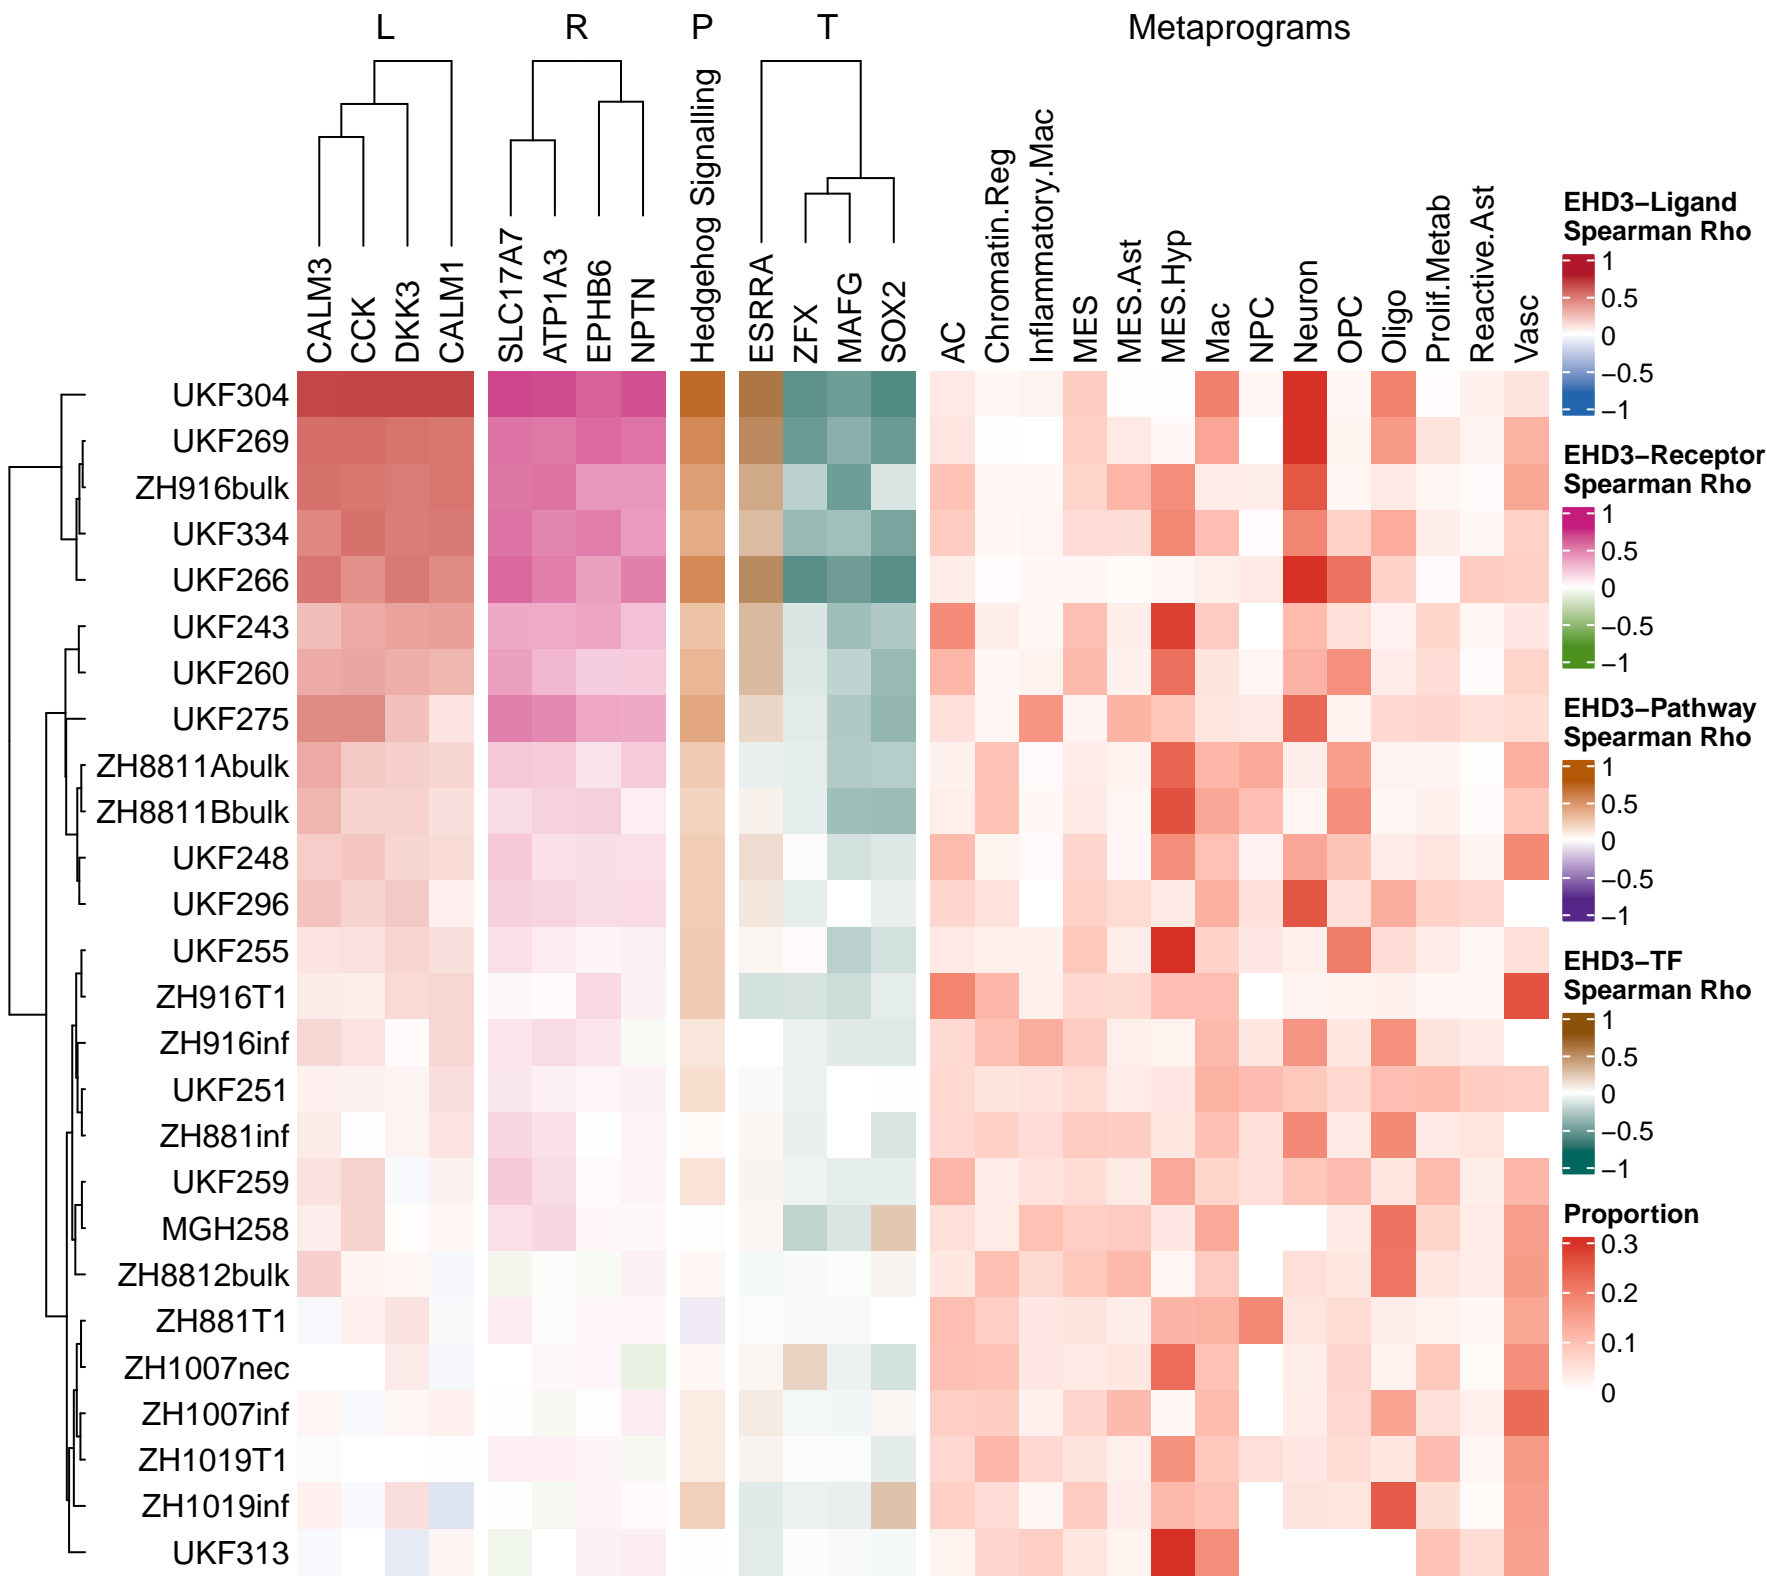 L R P T Metaprograms
CALM3
CCK
DKK3
CALM1
SLC17A7
ATP1A3
EPHB6
NPTN
Hedgehog Signalling
ESRRA
ZFX
MAFG
SOX2
AC
Chromatin.Reg
Inflammatory.Mac
MES
MES.Ast
MES.Hyp
Mac
NPC
Neuron
OPC
Oligo
Prolif.Metab
Reactive.Ast
Vasc
UKF304
UKF269
ZH916bulk
UKF334
UKF266
UKF243
UKF260
UKF275
ZH8811Abulk
ZH8811Bbulk
UKF248
UKF296
UKF255
ZH916T1
ZH916inf
UKF251
ZH881inf
UKF259
MGH258
ZH8812bulk
ZH881T1
ZH1007nec
ZH1007inf
ZH1019T1
ZH1019inf
UKF313
EHD3−Ligand
Spearman Rho
1
0.5
0
−0.5
−1
EHD3−Receptor
Spearman Rho
1
0.5
0
−0.5
−1
EHD3−Pathway
Spearman Rho
1
0.5
0
−0.5
−1
EHD3−TF
Spearman Rho
1
0.5
0
−0.5
−1
Proportion
0.3
0.2
0.1
0